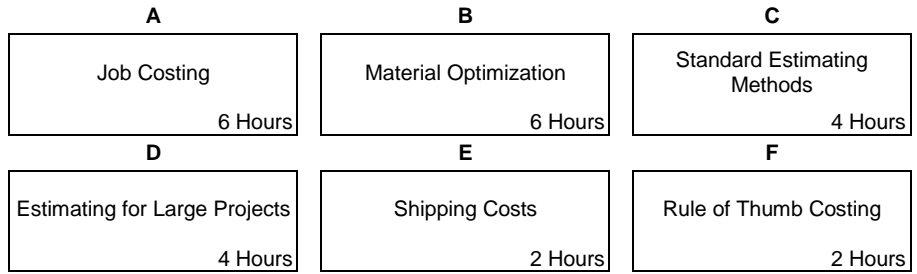 A
B
C
Job Costing
6 Hours
Material Optimization
6 Hours
Standard Estimating
Methods
4 Hours
D
E
F
Estimating for Large Projects
4 Hours
Shipping Costs
2 Hours
Rule of Thumb Costing
2 Hours